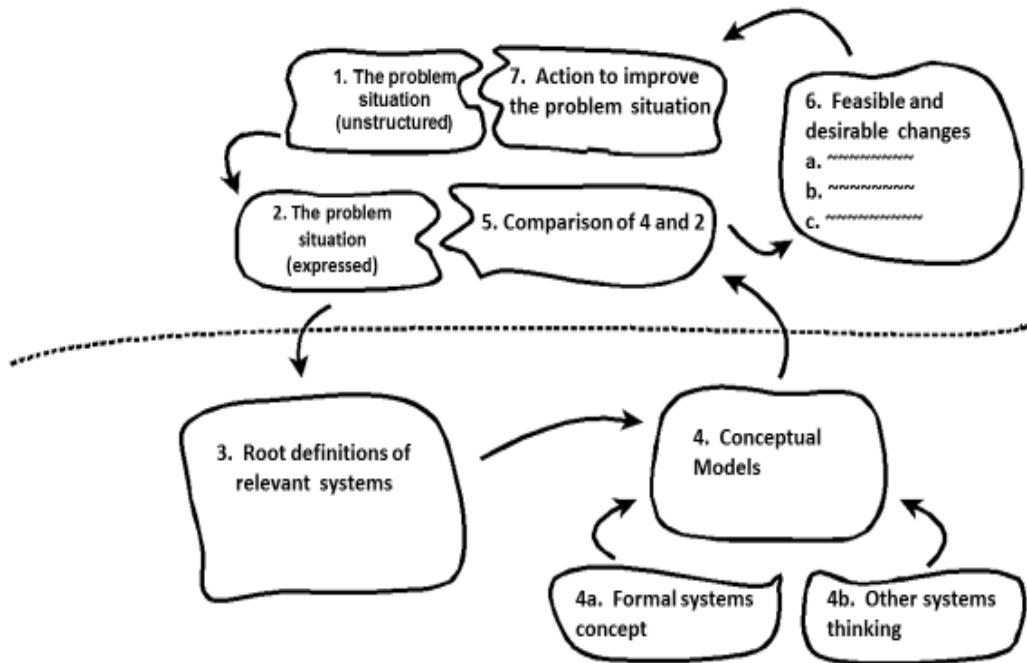 1. The problem
situation
(unstructured)
7. Action to improve
the problem situation
6. Feasible and
desirable changes
a. ~~~~~~~~~
b. ~~~~~~~~~
c. ~~~~~~~~~~
2. The problem
situation
(expressed)
5. Comparison of 4 and 2
3. Root definitions of
relevant systems
4. Conceptual
Models
4a. Formal systems
concept
4b. Other systems
thinking